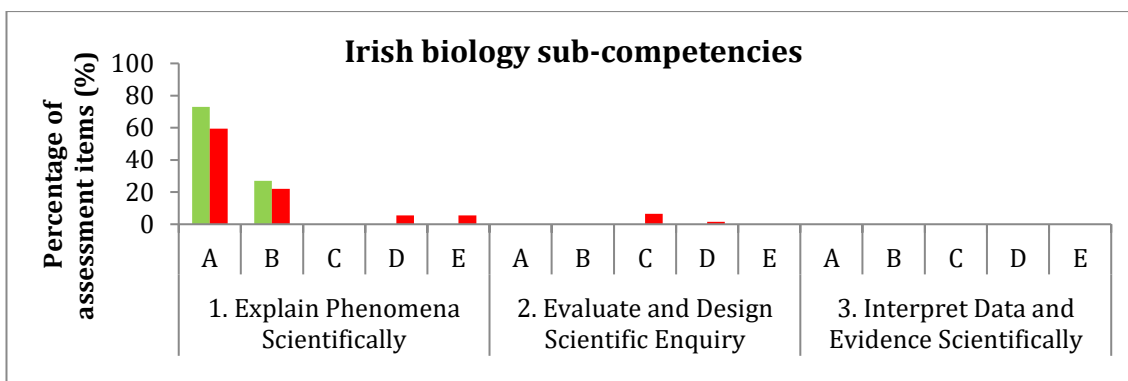 Irish biology sub-competencies
Percentage of
assessment items (%)
100
80
60
40
20
0
A B C D E A B C D E A B C D E
1. Explain Phenomena
Scientifically
2. Evaluate and Design
Scientific Enquiry
3. Interpret Data and
Evidence Scientifically